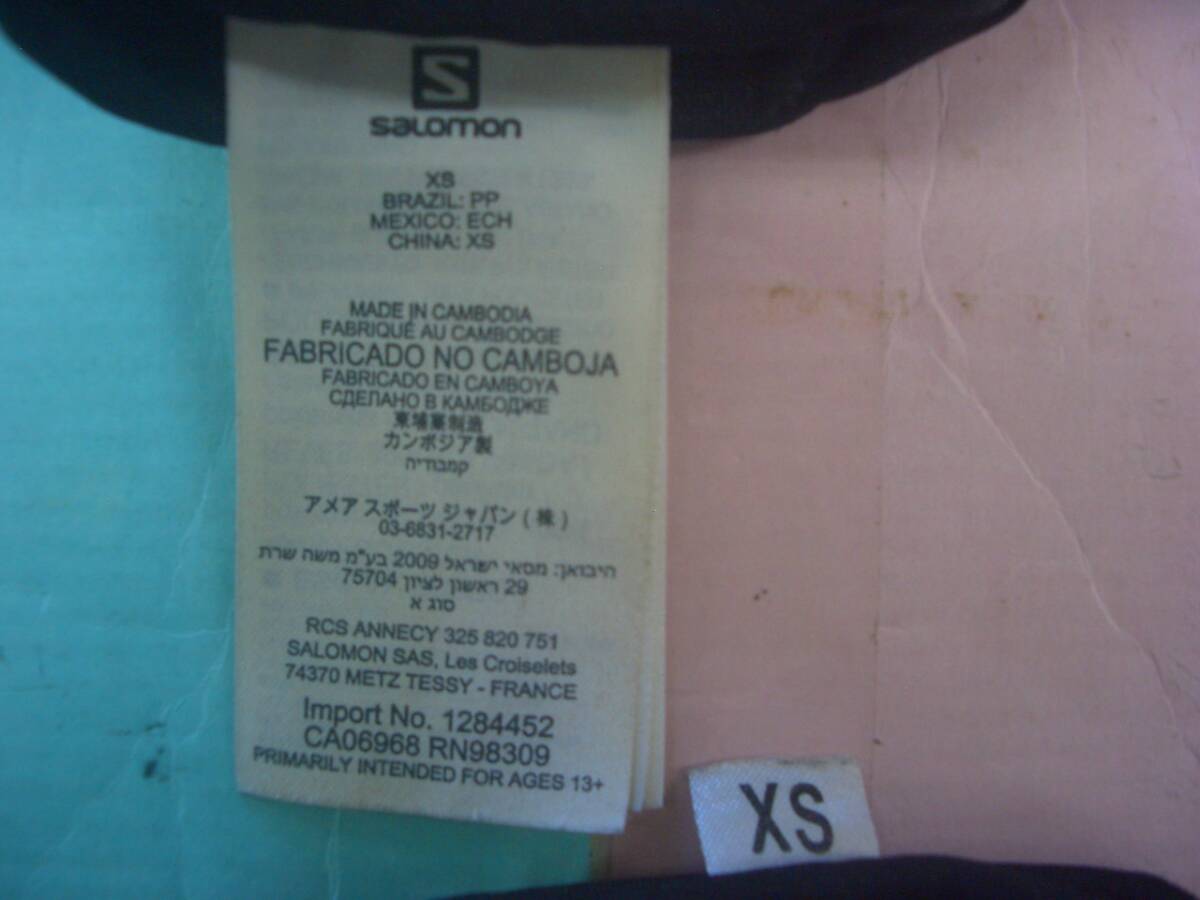 S
salomon
XS
BRAZIL: PP
MEXICO: ECH
CHINA: XS
MADE IN CAMBODIA
FABRIQUÉ AU CAMBODGE
FABRICADO NO CAMBOJA
FABRICADO EN CAMBOYA
СДЕЛАНО В КАМБОДЖЕ
柬埔寨制造
カンボジア製
קמבודיה
アメア スポーツ ジャパン ( 株 )
03-6831-2717
היבואן: מסאי ישראל 2009 בע"מ משה שרת
29 ראשון לציון 75704
סוג א
RCS ANNECY 325 820 751
SALOMON SAS, Les Croiselets
74370 METZ TESSY - FRANCE
Import No. 1284452
CA06968 RN98309
PRIMARILY INTENDED FOR AGES 13+
XS